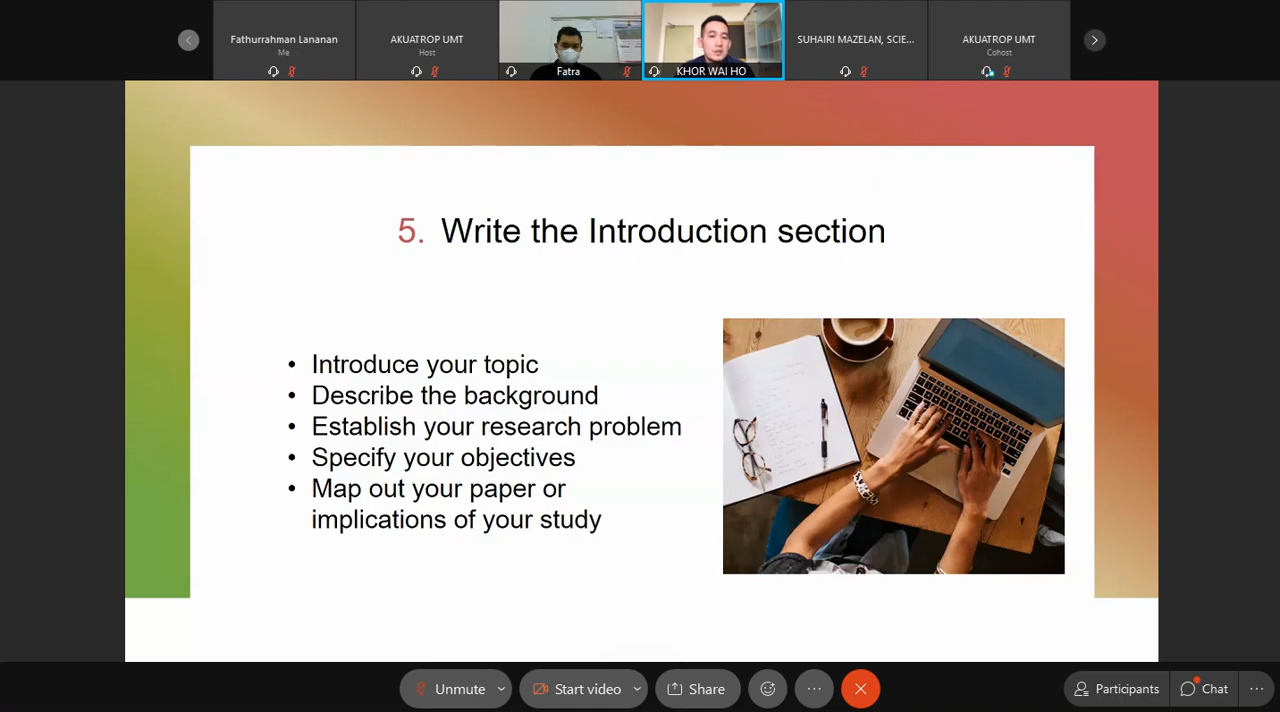 Fathurrahman Lananan
Me
AKUATROP UMT
Host
Fatra
KHOR WAI HO
SUHAIRI MAZELAN, SCIE...
AKUATROP UMT
Cohost
5. Write the Introduction section
• Introduce your topic
• Describe the background
• Establish your research problem
• Specify your objectives
• Map out your paper or
implications of your study
Unmute
Start video
Share
Participants
Chat